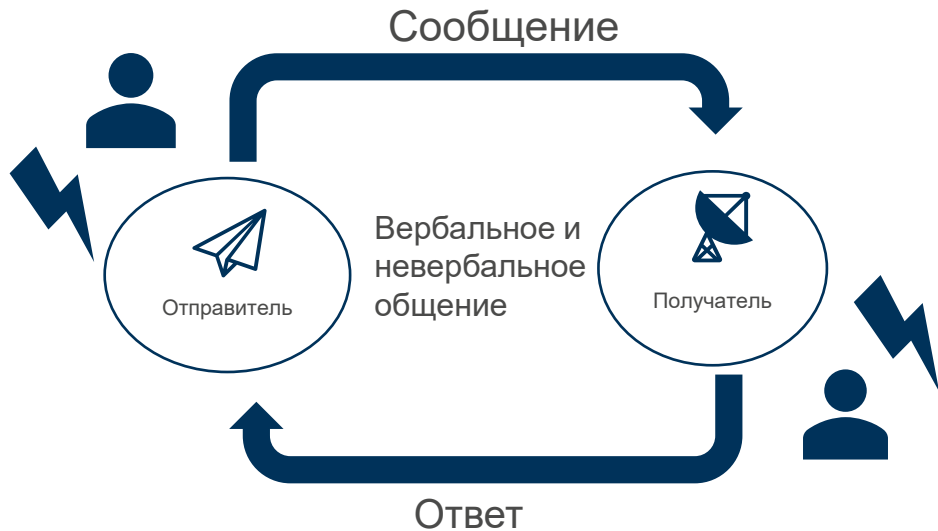 Сообщение
Вербальное и
невербальное
общение
Отправитель
Получатель
Ответ